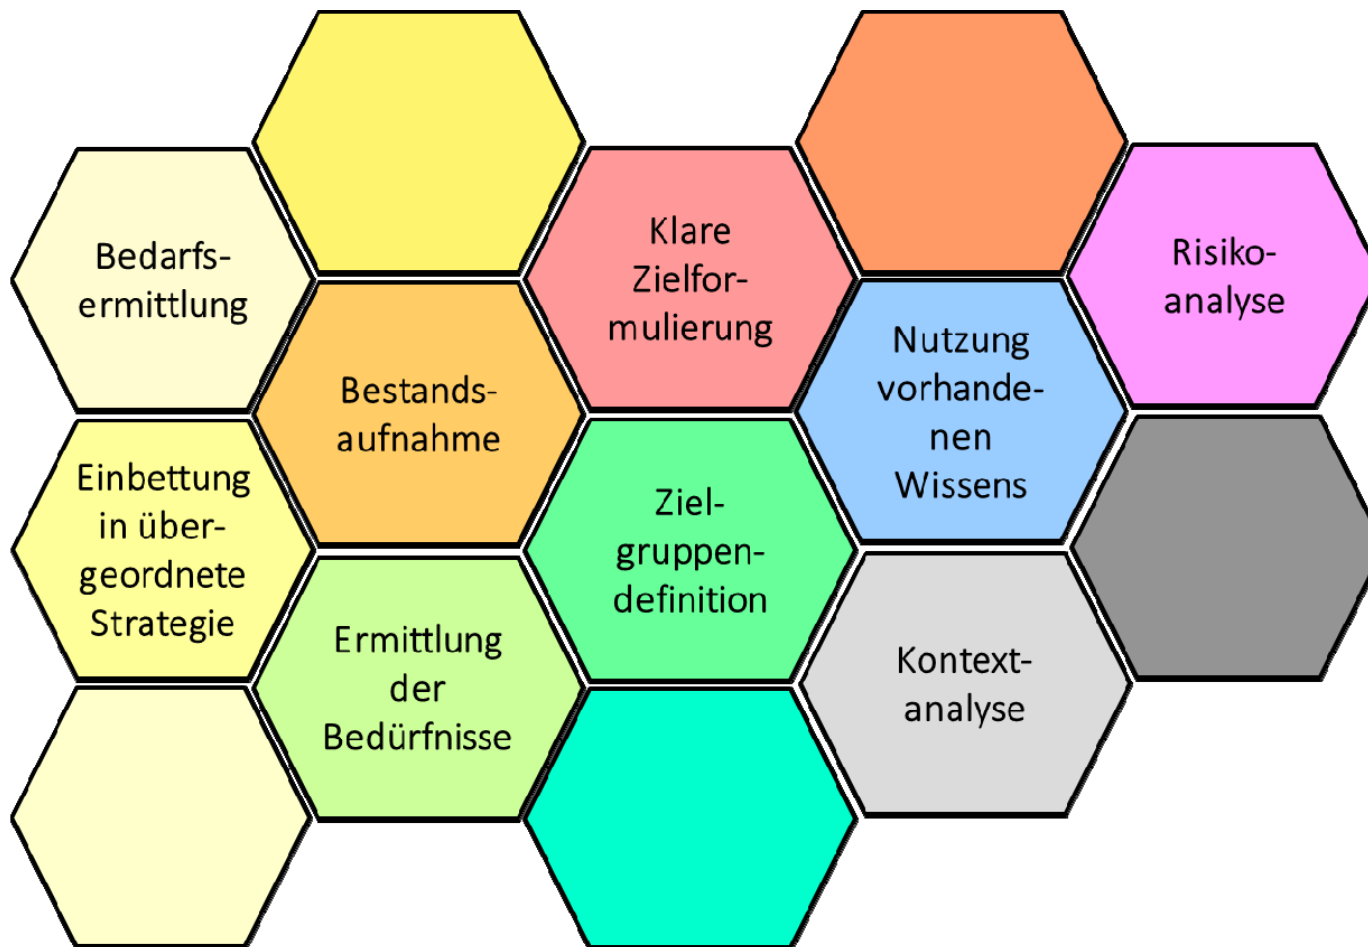 Bedarfs-
ermittlung
Einbettung
in über-
geordnete
Strategie
Bestands-
aufnahme
Ermittlung
der
Bedürfnisse
Klare
Zielfor-
mulierung
Ziel-
gruppen-
definition
Nutzung
vorhande-
nen
Wissens
Kontext-
analyse
Risiko-
analyse